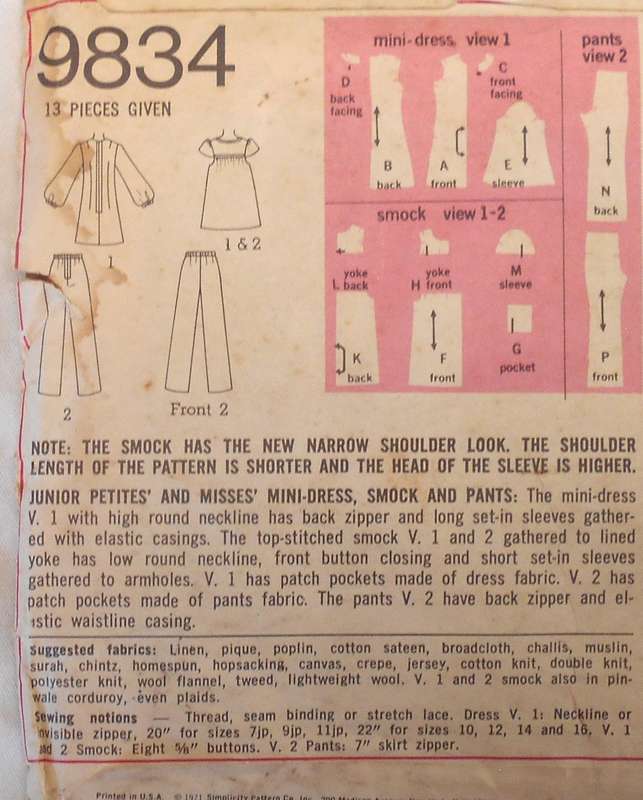 9834
13 PIECES GIVEN
1
1 & 2
2
Front 2
mini-dress, view 1
pants
view 2
D
back
facing
C
front
facing
B
back
A
front
E
sleeve
N
back
smock view 1-2
yoke
L back
yoke
H front
M
sleeve
K
back
F
front
G
pocket
P
front
NOTE: THE SMOCK HAS THE NEW NARROW SHOULDER LOOK. THE SHOULDER
LENGTH OF THE PATTERN IS SHORTER AND THE HEAD OF THE SLEEVE IS HIGHER.
JUNIOR PETITES' AND MISSES' MINI-DRESS, SMOCK AND PANTS: The mini-dress
V. 1 with high round neckline has back zipper and long set-in sleeves gather-
ed with elastic casings. The top-stitched smock V. 1 and 2 gathered to lined
yoke has low round neckline, front button closing and short set-in sleeves
gathered to armholes. V. 1 has patch pockets made of dress fabric. V. 2 has
patch pockets made of pants fabric. The pants V. 2 have back zipper and el-
astic waistline casing.
Suggested fabrics: Linen, pique, poplin, cotton sateen, broadcloth, challis, muslin,
surah, chintz, homespun, hopsacking, canvas, crepe, jersey, cotton knit, double knit,
polyester knit, wool flannel, tweed, lightweight wool. V. 1 and 2 smock also in pin-
wale corduroy, even plaids.
Sewing notions — Thread, seam binding or stretch lace. Dress V. 1: Neckline or
invisible zipper, 20" for sizes 7jp, 9jp, 11jp, 22" for sizes 10, 12, 14 and 16. V. 1
and 2 Smock: Eight 5/8" buttons. V. 2 Pants: 7" skirt zipper.
Printed in U.S.A. © 1971 Simplicity Pattern Co. Inc.